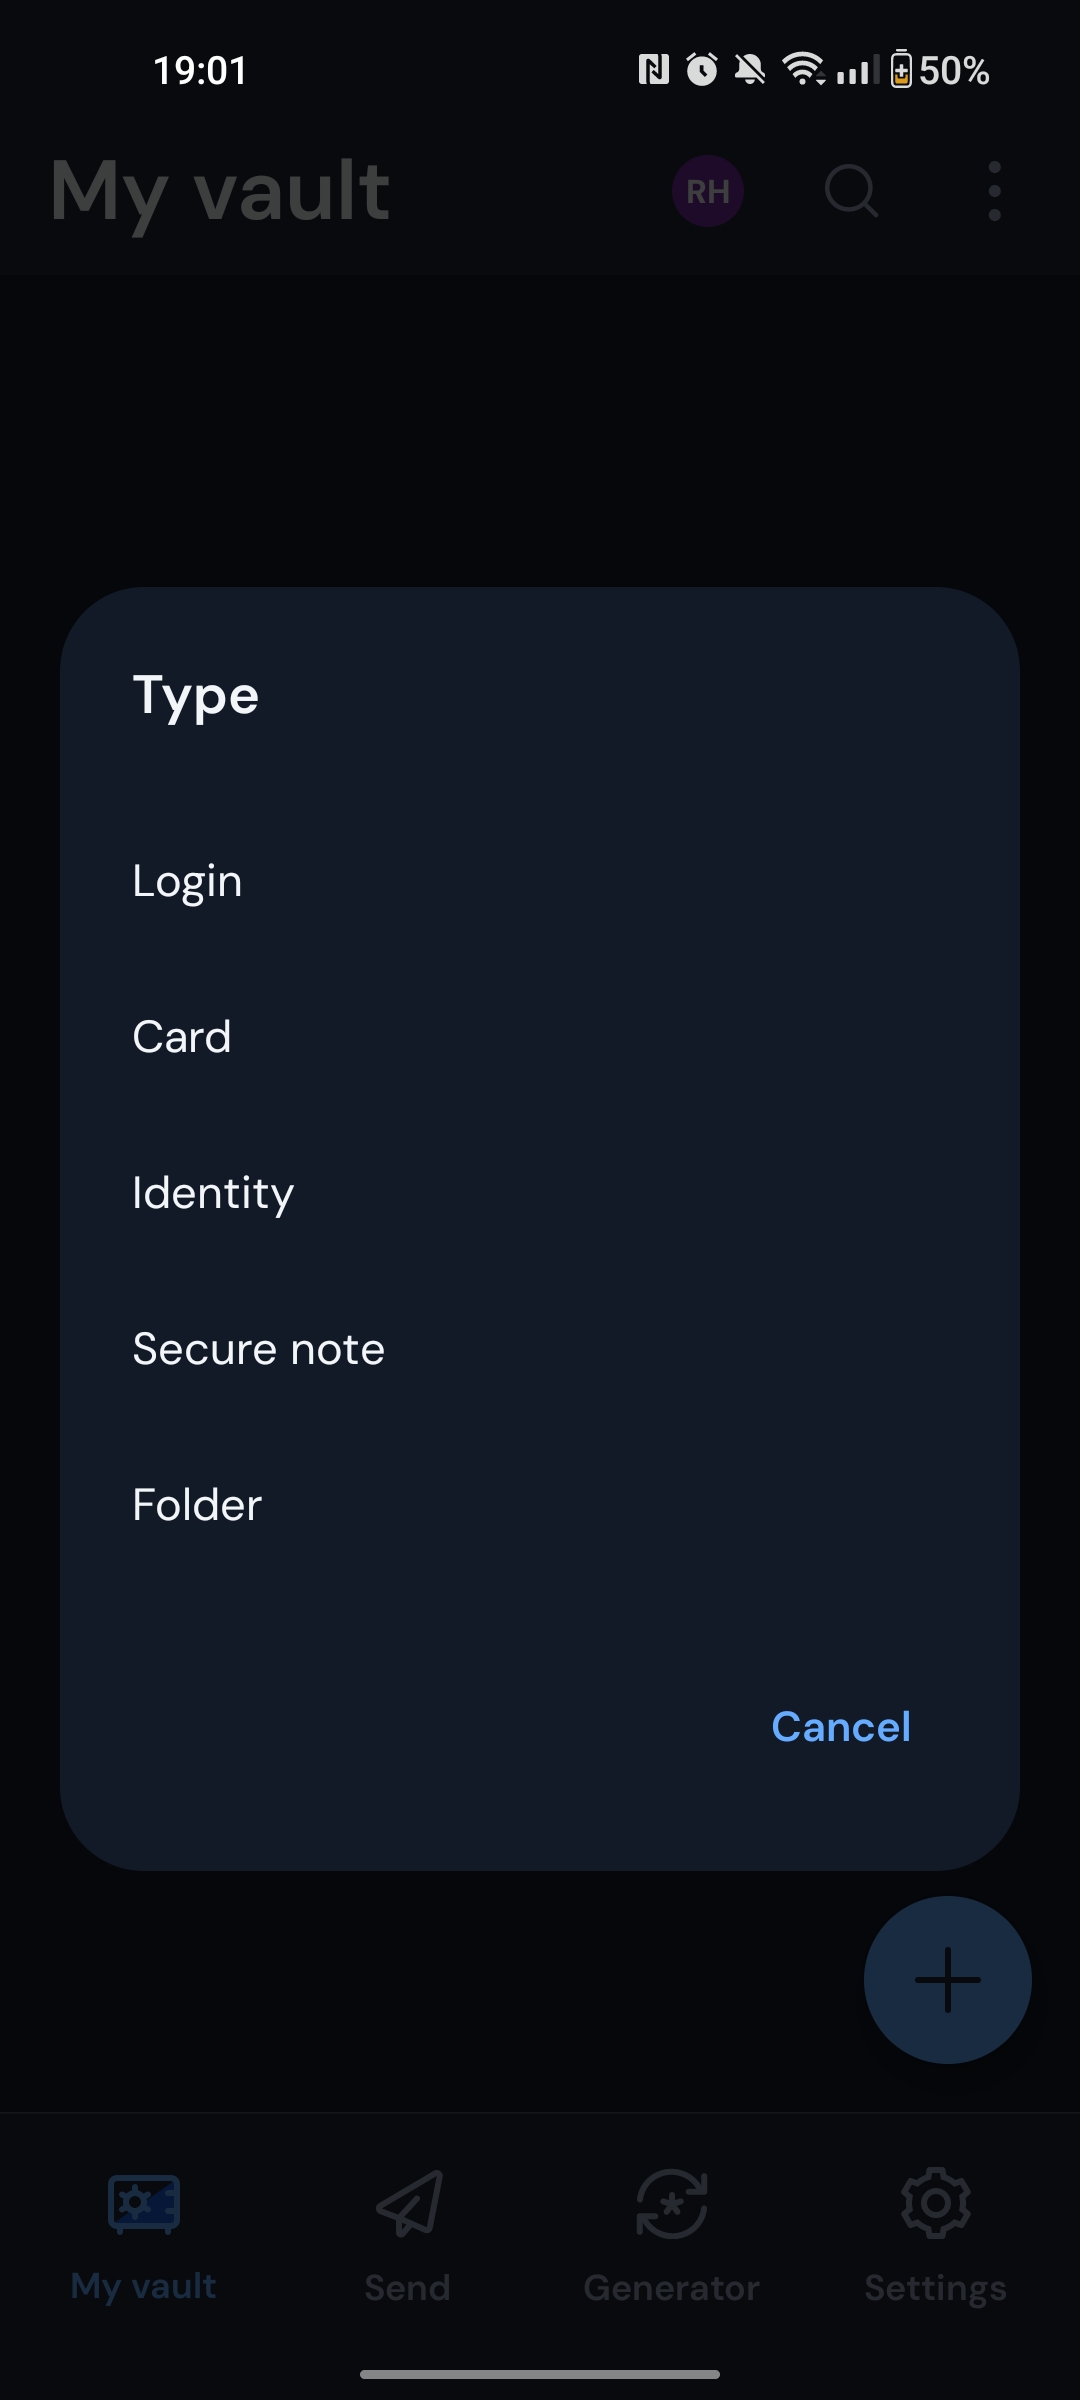 19:01 50%
My vault RH
Type
Login
Card
Identity
Secure note
Folder
Cancel
My vault Send Generator Settings